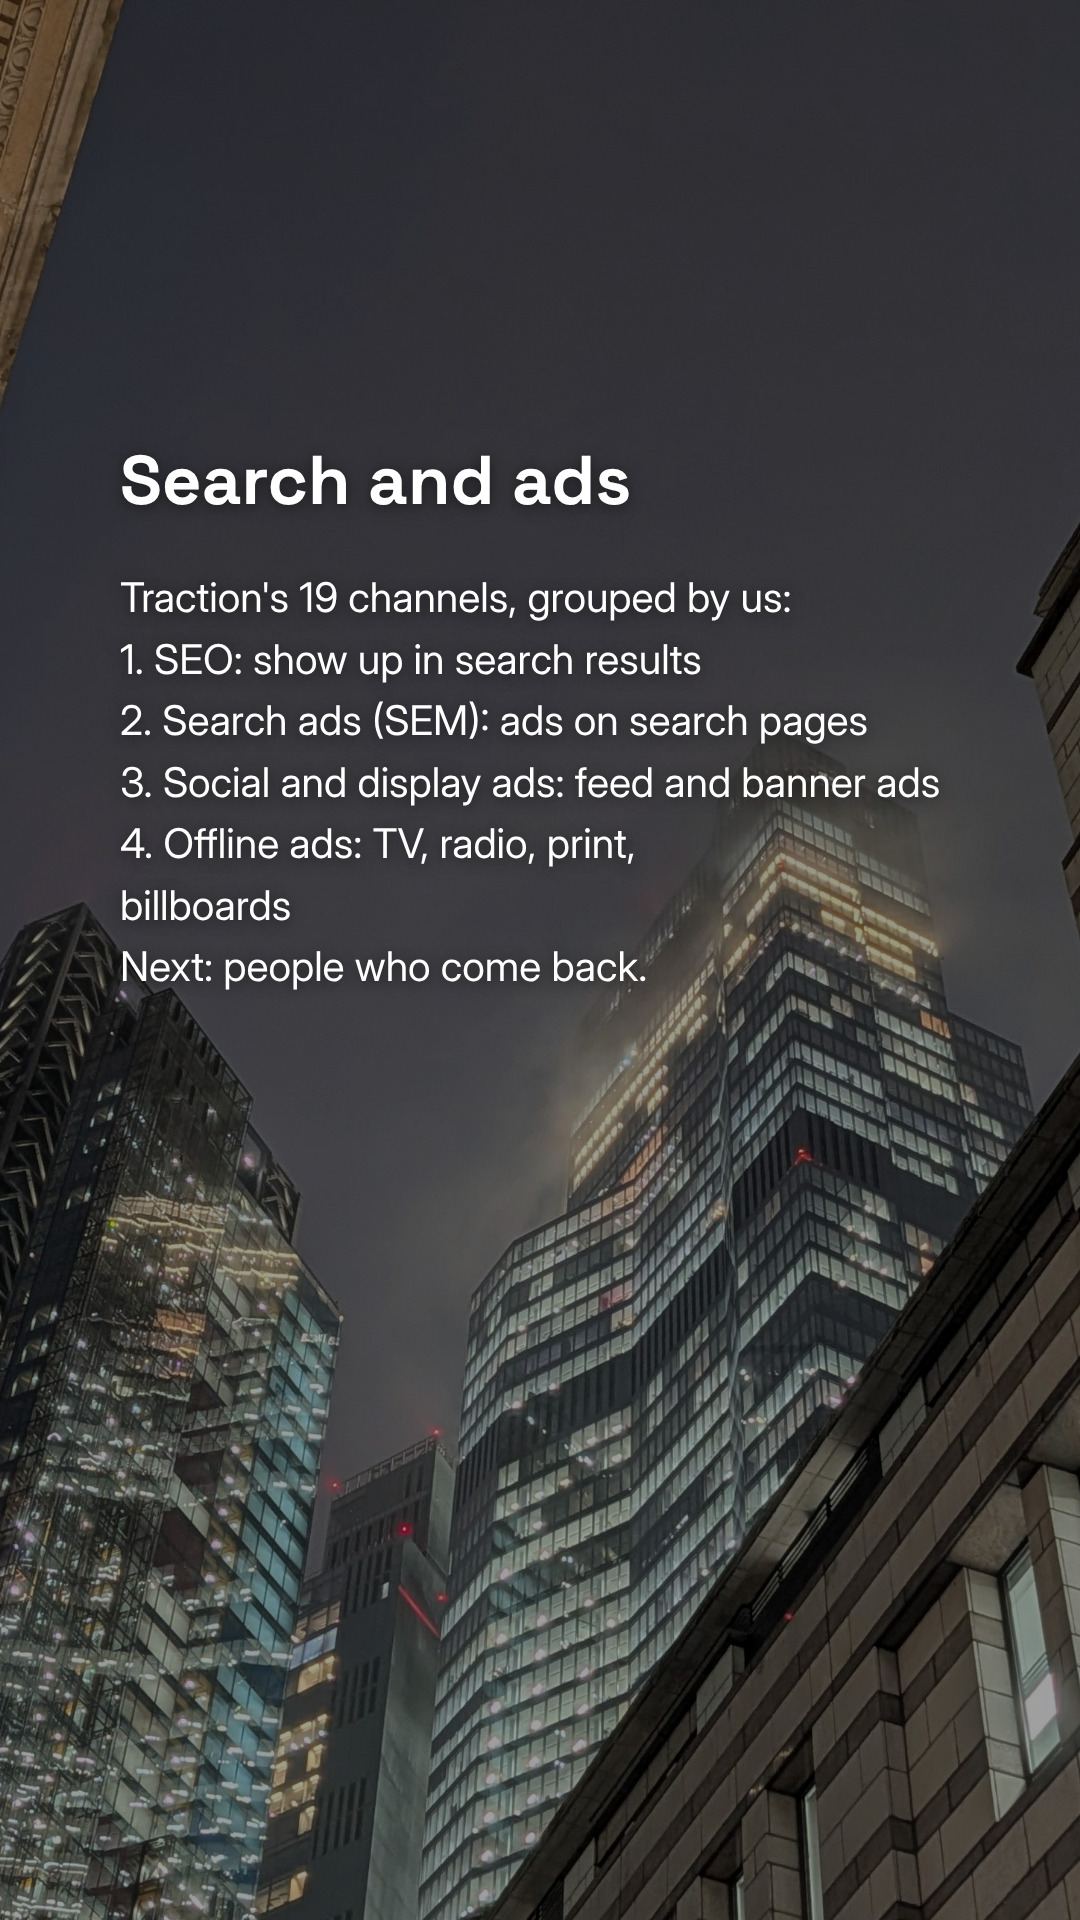 Search and ads
Traction's 19 channels, grouped by us:
1. SEO: show up in search results
2. Search ads (SEM): ads on search pages
3. Social and display ads: feed and banner ads
4. Offline ads: TV, radio, print,
billboards
Next: people who come back.